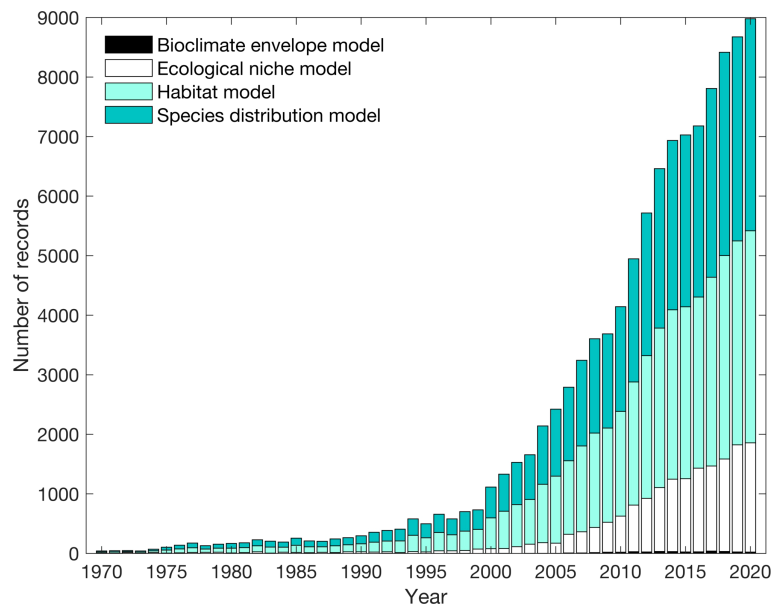 9000
8000
7000
6000
5000
4000
3000
2000
1000
0
Number of records
Bioclimate envelope model
Ecological niche model
Habitat model
Species distribution model
1970 1975 1980 1985 1990 1995 2000 2005 2010 2015 2020
Year